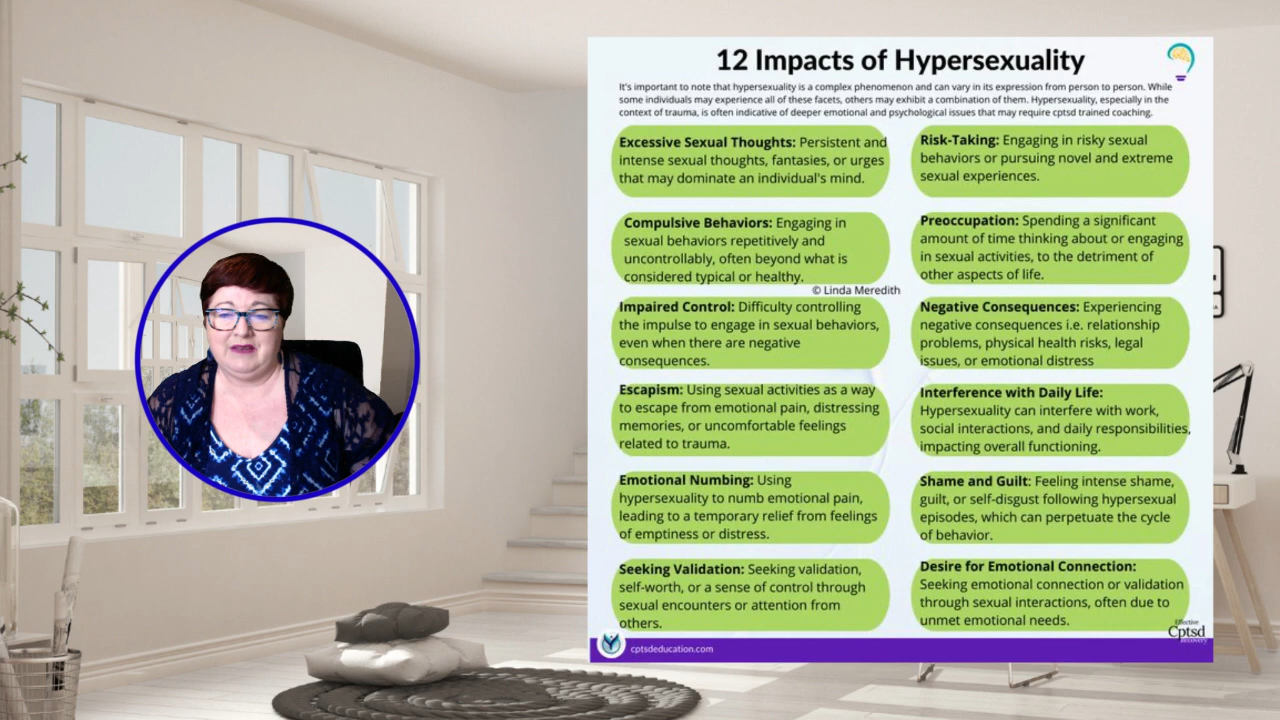 12 Impacts of Hypersexuality
It's important to note that hypersexuality is a complex phenomenon and can vary in its expression from person to person. While
some individuals may experience all of these facets, others may exhibit a combination of them. Hypersexuality, especially in the
context of trauma, is often indicative of deeper emotional and psychological issues that may require cptsd trained coaching.
Excessive Sexual Thoughts: Persistent and
intense sexual thoughts, fantasies, or urges
that may dominate an individual's mind.
Risk-Taking: Engaging in risky sexual
behaviors or pursuing novel and extreme
sexual experiences.
Compulsive Behaviors: Engaging in
sexual behaviors repetitively and
uncontrollably, often beyond what is
considered typical or healthy.
Preoccupation: Spending a significant
amount of time thinking about or engaging
in sexual activities, to the detriment of
other aspects of life.
© Linda Meredith
Impaired Control: Difficulty controlling
the impulse to engage in sexual behaviors,
even when there are negative
consequences.
Negative Consequences: Experiencing
negative consequences i.e. relationship
problems, physical health risks, legal
issues, or emotional distress
Escapism: Using sexual activities as a way
to escape from emotional pain, distressing
memories, or uncomfortable feelings
related to trauma.
Interference with Daily Life:
Hypersexuality can interfere with work,
social interactions, and daily responsibilities,
impacting overall functioning.
Emotional Numbing: Using
hypersexuality to numb emotional pain,
leading to a temporary relief from feelings
of emptiness or distress.
Shame and Guilt: Feeling intense shame,
guilt, or self-disgust following hypersexual
episodes, which can perpetuate the cycle
of behavior.
Seeking Validation: Seeking validation,
self-worth, or a sense of control through
sexual encounters or attention from
others.
Desire for Emotional Connection:
Seeking emotional connection or validation
through sexual interactions, often due to
unmet emotional needs.
Effective
Cptsd
Recovery
cptsdeducation.com